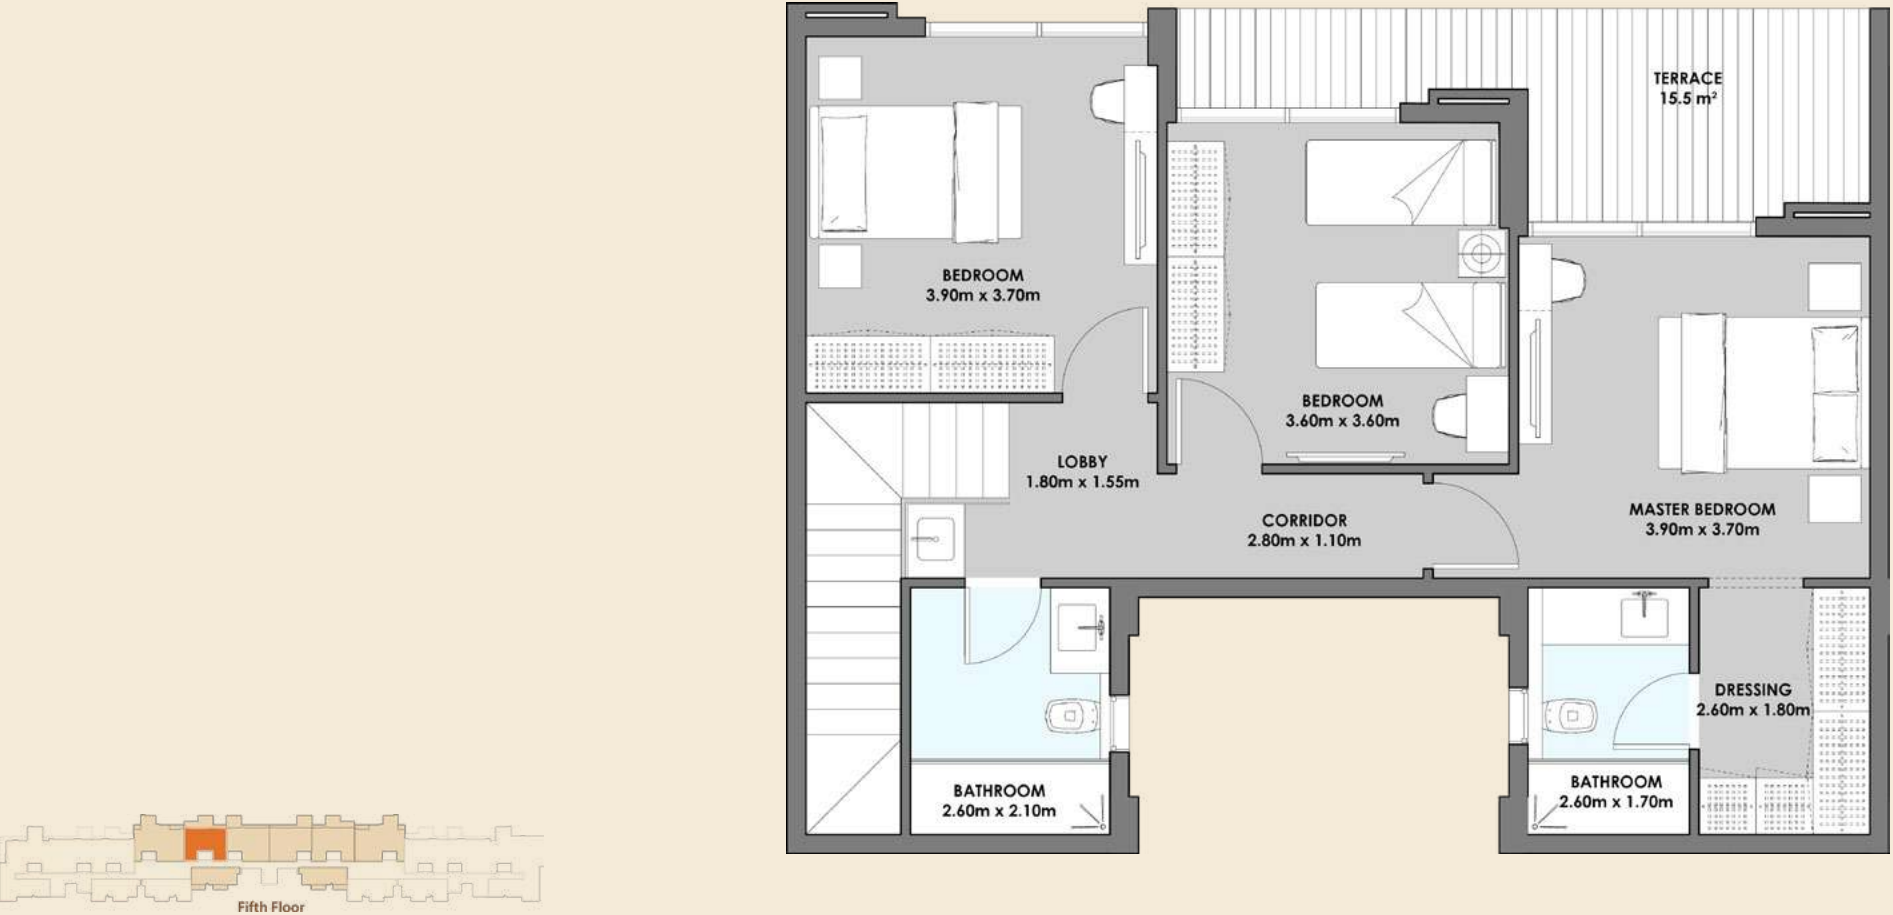 TERRACE
15.5 m²
BEDROOM
3.90m x 3.70m
BEDROOM
3.60m x 3.60m
LOBBY
1.80m x 1.55m
CORRIDOR
2.80m x 1.10m
MASTER BEDROOM
3.90m x 3.70m
DRESSING
2.60m x 1.80m
BATHROOM
2.60m x 2.10m
BATHROOM
2.60m x 1.70m
Fifth Floor